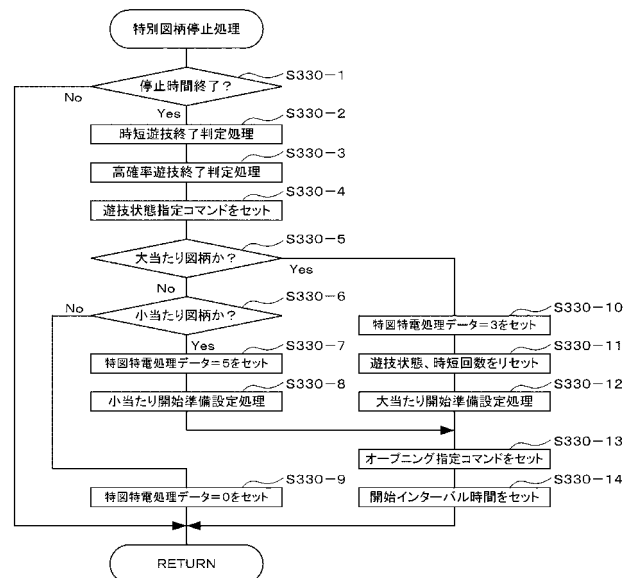 特別図柄停止処理
S330-1
停止時間終了?
No
Yes
S330-2
時短遊技終了判定処理
S330-3
高確率遊技終了判定処理
S330-4
遊技状態指定コマンドをセット
S330-5
大当たり図柄か?
Yes
No
S330-6
小当たり図柄か?
No
Yes
S330-7
特図特電処理データ=5をセット
S330-8
小当たり開始準備設定処理
S330-9
特図特電処理データ=0をセット
S330-10
特図特電処理データ=3をセット
S330-11
遊技状態、時短回数をリセット
S330-12
大当たり開始準備設定処理
S330-13
オープニング指定コマンドをセット
S330-14
開始インターバル時間をセット
RETURN